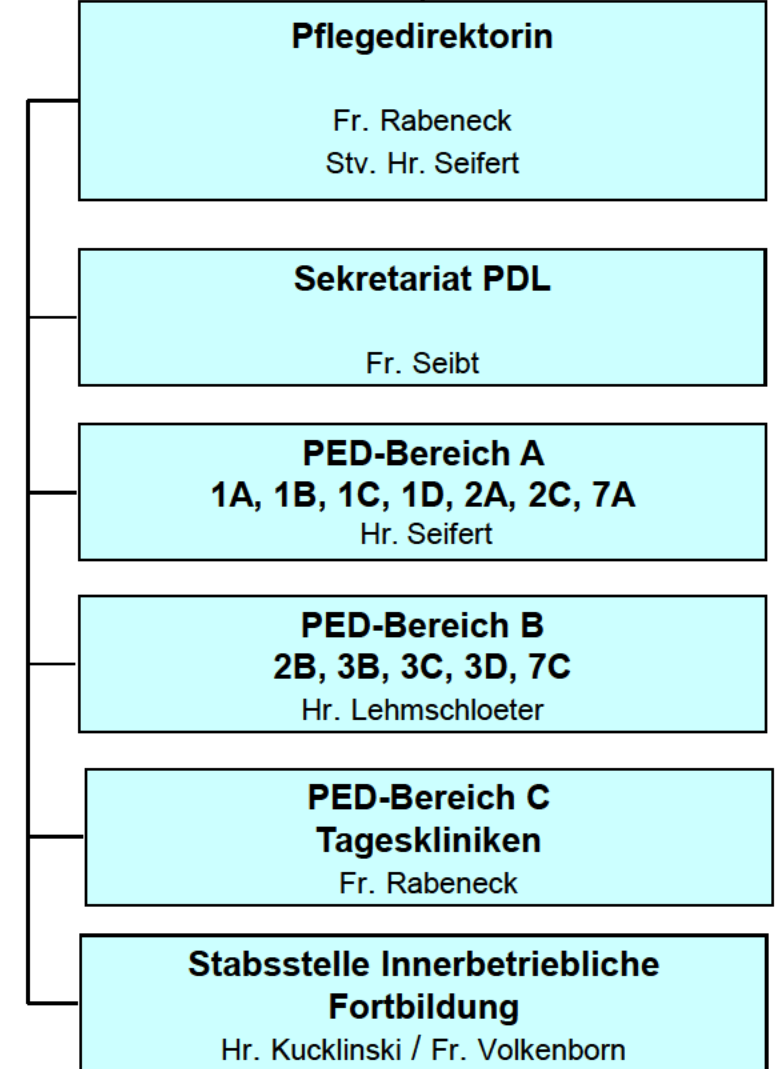 Pflegedirektorin
Fr. Rabeneck
Stv. Hr. Seifert
Sekretariat PDL
Fr. Seibt
PED-Bereich A
1A, 1B, 1C, 1D, 2A, 2C, 7A
Hr. Seifert
PED-Bereich B
2B, 3B, 3C, 3D, 7C
Hr. Lehmschloeter
PED-Bereich C
Tageskliniken
Fr. Rabeneck
Stabsstelle Innerbetriebliche
Fortbildung
Hr. Kucklinski / Fr. Volkenborn